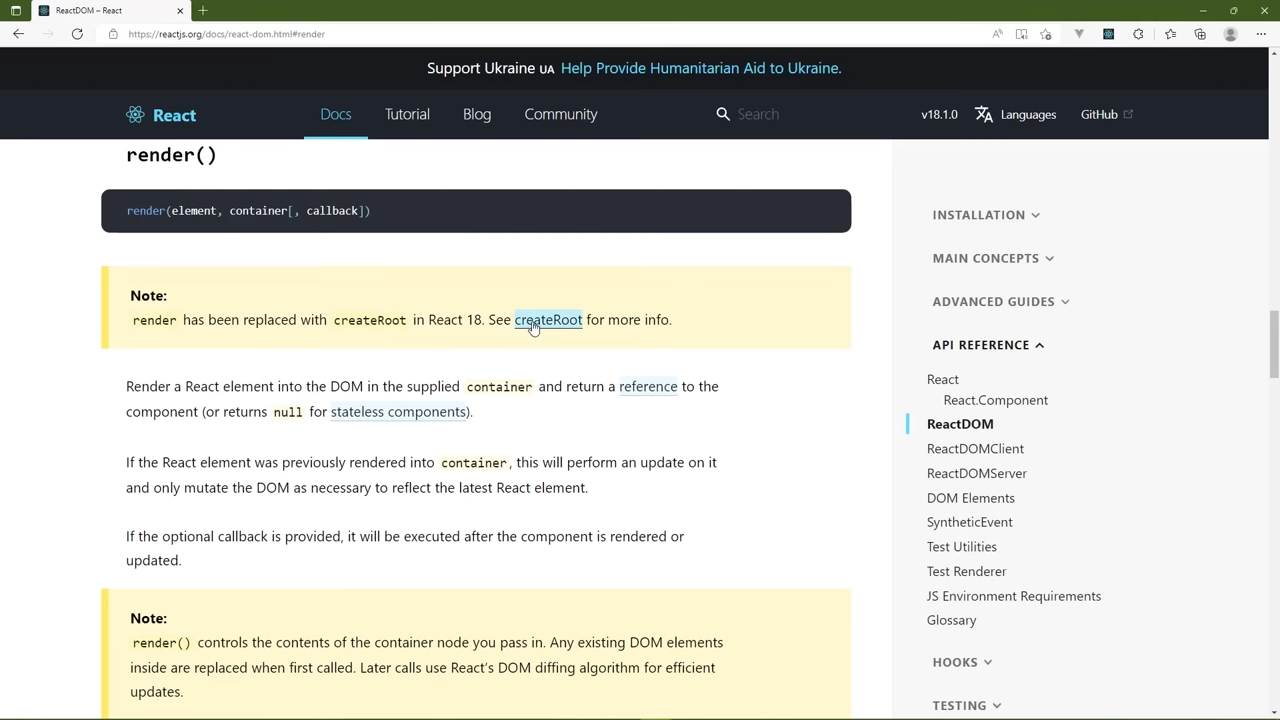 ReactDOM – React
https://reactjs.org/docs/react-dom.html#render
Support Ukraine UA Help Provide Humanitarian Aid to Ukraine.
React
Docs
Tutorial
Blog
Community
Search
v18.1.0
Languages
GitHub
render()
render(element, container[, callback])
Note:
render has been replaced with createRoot in React 18. See createRoot for more info.
Render a React element into the DOM in the supplied container and return a reference to the
component (or returns null for stateless components).
If the React element was previously rendered into container, this will perform an update on it
and only mutate the DOM as necessary to reflect the latest React element.
If the optional callback is provided, it will be executed after the component is rendered or
updated.
Note:
render() controls the contents of the container node you pass in. Any existing DOM elements
inside are replaced when first called. Later calls use React’s DOM diffing algorithm for efficient
updates.
INSTALLATION
MAIN CONCEPTS
ADVANCED GUIDES
API REFERENCE
React
React.Component
ReactDOM
ReactDOMClient
ReactDOMServer
DOM Elements
SyntheticEvent
Test Utilities
Test Renderer
JS Environment Requirements
Glossary
HOOKS
TESTING